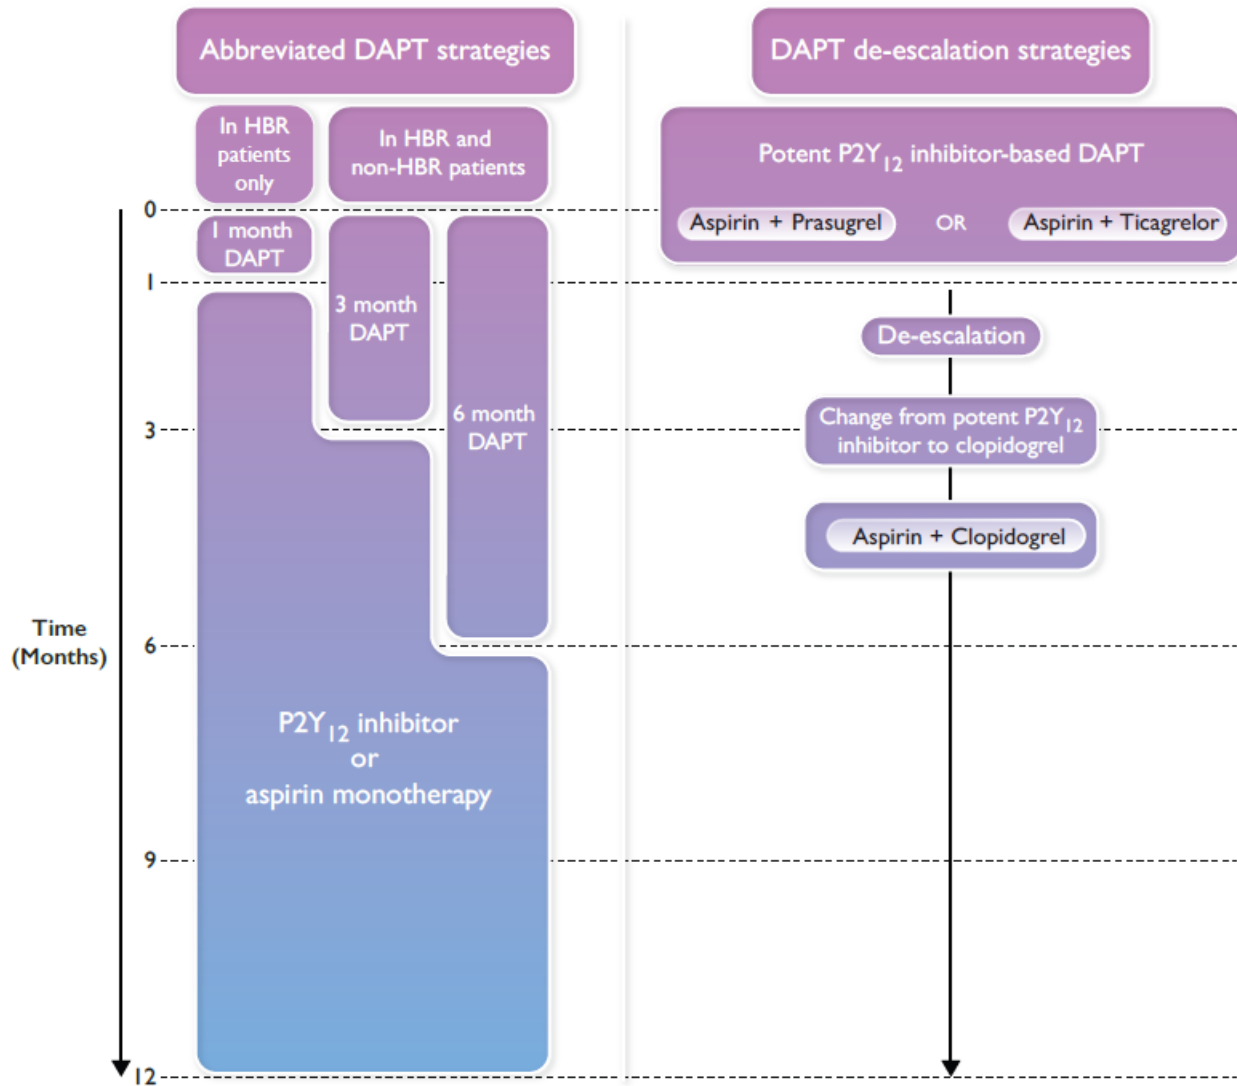 Abbreviated DAPT strategies
In HBR
patients
only
In HBR and
non-HBR patients
0
1 month
DAPT
1
3 month
DAPT
3
6 month
DAPT
Time
(Months)
6
P2Y₁₂ inhibitor
or
aspirin monotherapy
9
12
DAPT de-escalation strategies
Potent P2Y₁₂ inhibitor-based DAPT
Aspirin + Prasugrel OR Aspirin + Ticagrelor
De-escalation
Change from potent P2Y₁₂
inhibitor to clopidogrel
Aspirin + Clopidogrel